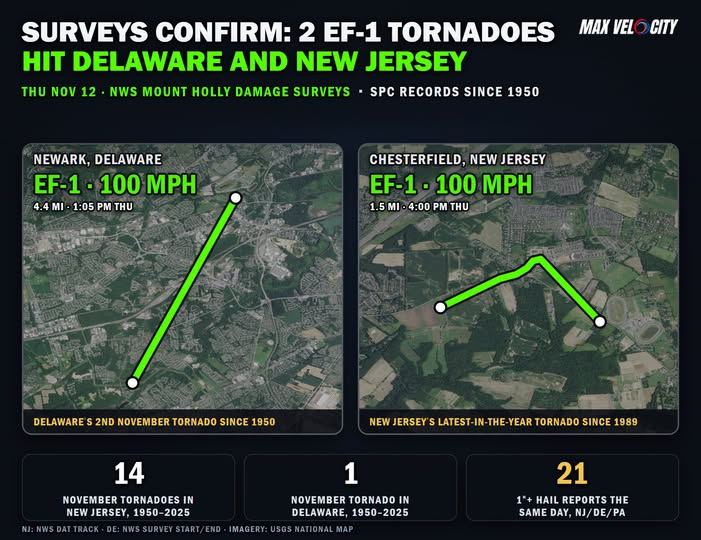 SURVEYS CONFIRM: 2 EF-1 TORNADOES
HIT DELAWARE AND NEW JERSEY
MAX VELOCITY
THU NOV 12 · NWS MOUNT HOLLY DAMAGE SURVEYS · SPC RECORDS SINCE 1950
NEWARK, DELAWARE
EF-1 · 100 MPH
4.4 MI · 1:05 PM THU
DELAWARE'S 2ND NOVEMBER TORNADO SINCE 1950
CHESTERFIELD, NEW JERSEY
EF-1 · 100 MPH
1.5 MI · 4:00 PM THU
NEW JERSEY'S LATEST-IN-THE-YEAR TORNADO SINCE 1989
14
NOVEMBER TORNADOES IN
NEW JERSEY, 1950–2025
1
NOVEMBER TORNADO IN
DELAWARE, 1950–2025
21
1"+ HAIL REPORTS THE
SAME DAY, NJ/DE/PA
NJ: NWS DAT TRACK · DE: NWS SURVEY START/END · IMAGERY: USGS NATIONAL MAP